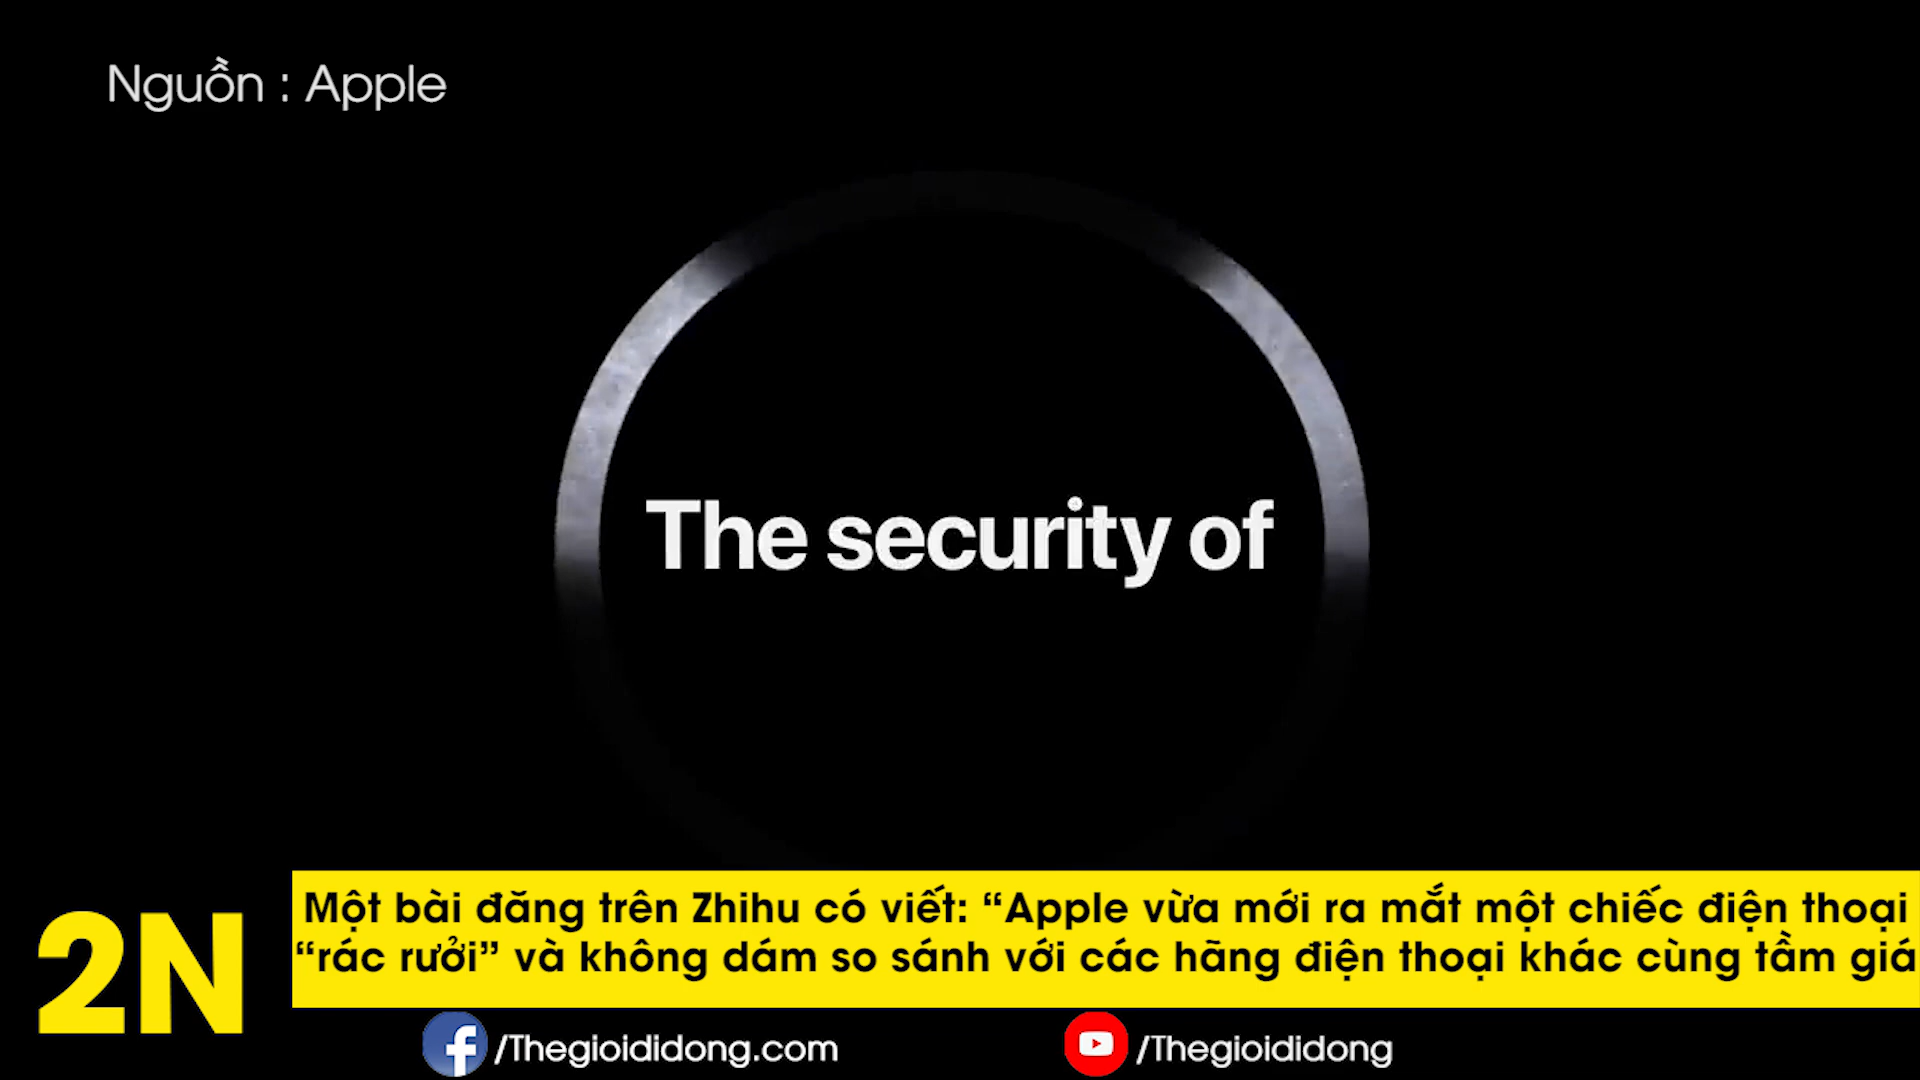 Nguồn : Apple
The security of
2N
Một bài đăng trên Zhihu có viết: “Apple vừa mới ra mắt một chiếc điện thoại
“rác rưởi” và không dám so sánh với các hãng điện thoại khác cùng tầm giá
/Thegioididong.com
/Thegioididong